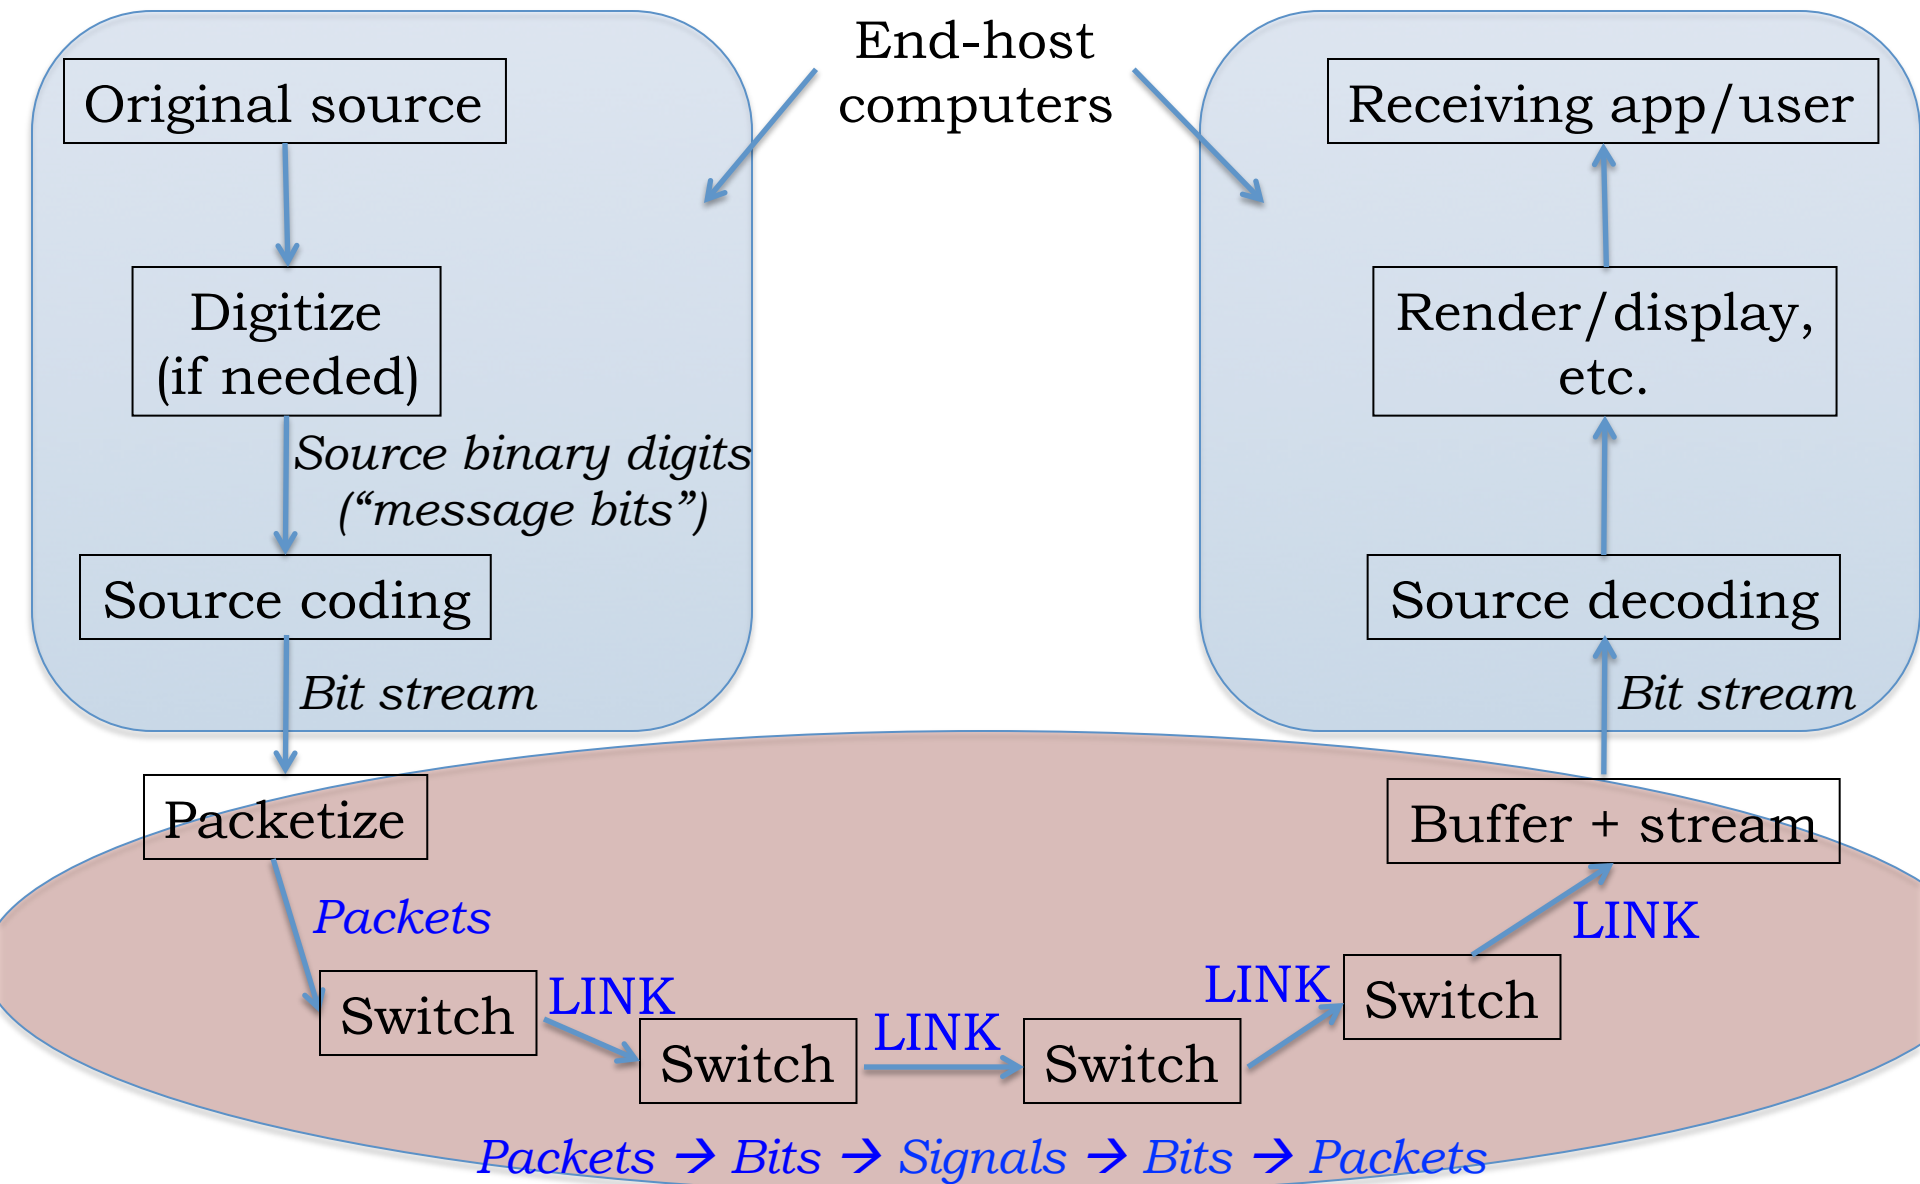 End-host
computers
Original source
Digitize
(if needed)
Source binary digits
(“message bits”)
Source coding
Bit stream
Receiving app/user
Render/display,
etc.
Source decoding
Bit stream
Packetize
Buffer + stream
Packets
LINK
Switch
LINK
Switch
LINK
Switch
LINK
Switch
Packets → Bits → Signals → Bits → Packets